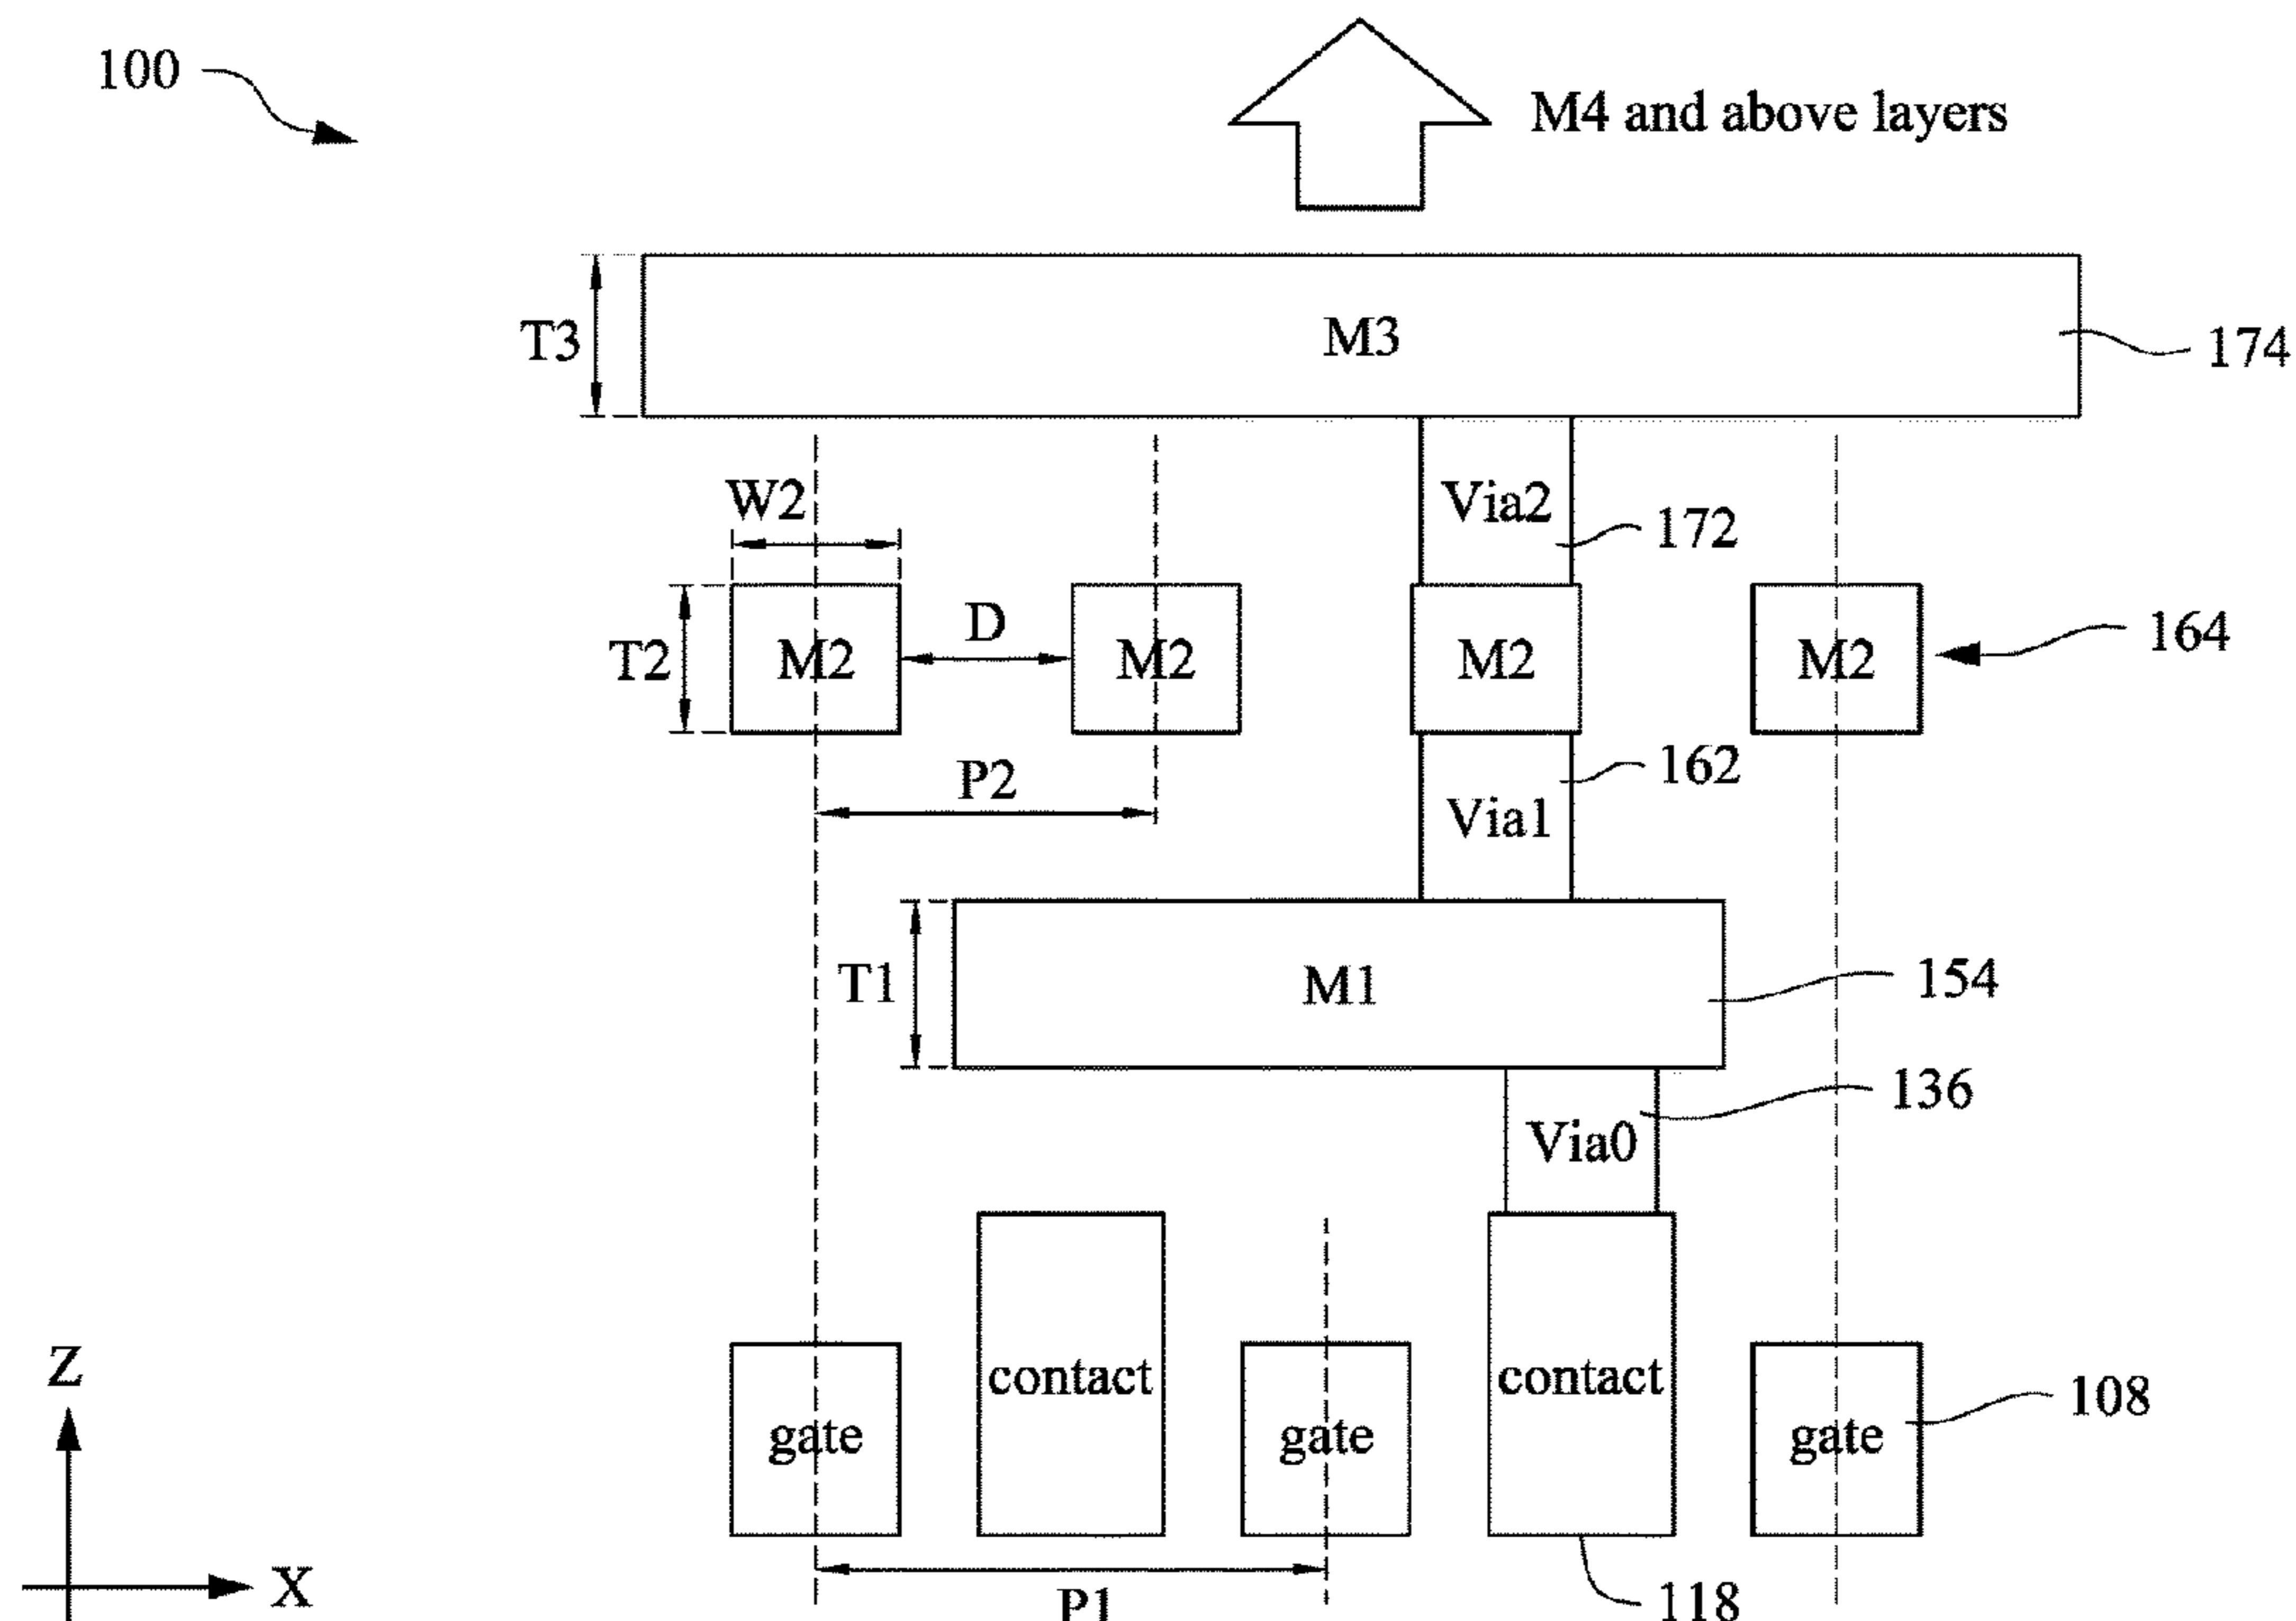 100
M4 and above layers
T3
M3
174
W2
Via2
172
T2
M2
D
M2
M2
M2
164
P2
Via1
162
T1
M1
154
136
Via0
Z
contact
contact
gate
gate
gate
108
X
P1
118